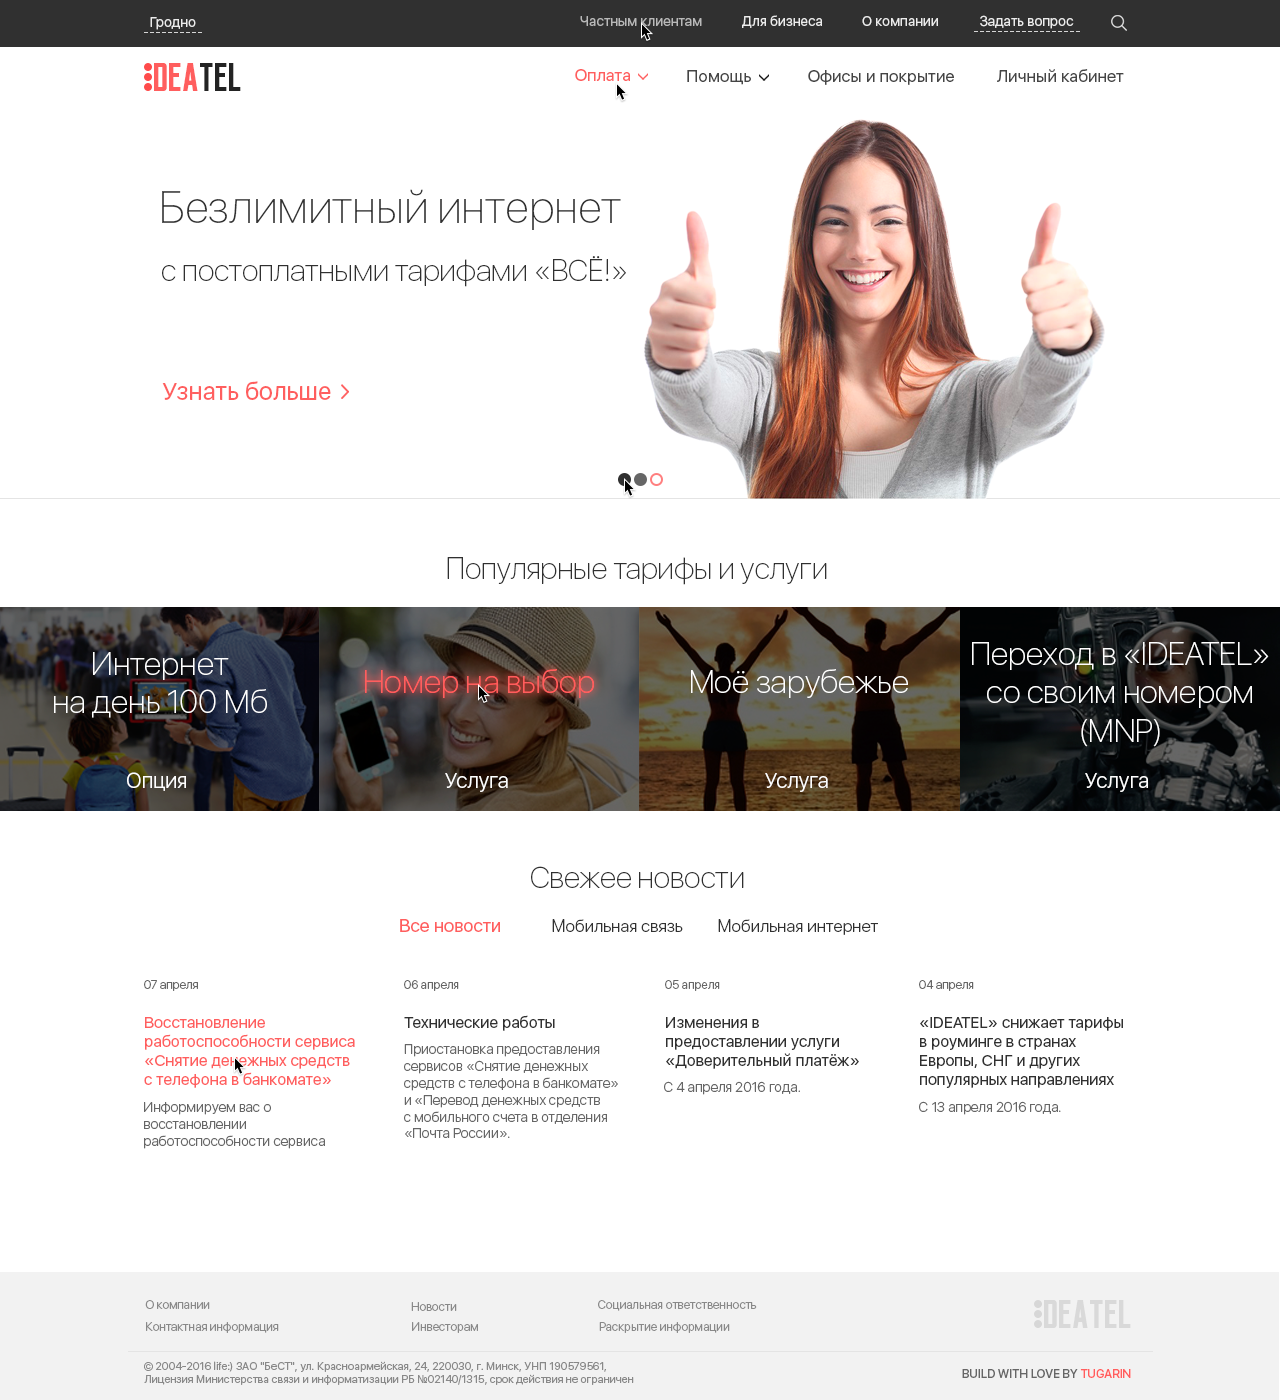 Гродно
Частным клиентам
Для бизнеса
О компании
Задать вопрос
IDEATEL
Оплата
Помощь
Офисы и покрытие
Личный кабинет
Безлимитный интернет
с постоплатными тарифами «ВСЁ!»
Узнать больше
Популярные тарифы и услуги
Интернет
на день 100 Мб
Опция
Номер на выбор
Услуга
Моё зарубежье
Услуга
Переход в «IDEATEL»
со своим номером
(MNP)
Услуга
Свежее новости
Все новости
Мобильная связь
Мобильная интернет
07 апреля
Восстановление
работоспособности сервиса
«Снятие денежных средств
с телефона в банкомате»
Информируем вас о
восстановлении
работоспособности сервиса
06 апреля
Технические работы
Приостановка предоставления
сервисов «Снятие денежных
средств с телефона в банкомате»
и «Перевод денежных средств
с мобильного счета в отделения
«Почта России».
05 апреля
Изменения в
предоставлении услуги
«Доверительный платёж»
С 4 апреля 2016 года.
04 апреля
«IDEATEL» снижает тарифы
в роуминге в странах
Европы, СНГ и других
популярных направлениях
С 13 апреля 2016 года.
О компании
Контактная информация
Новости
Инвесторам
Социальная ответственность
Раскрытие информации
IDEATEL
© 2004-2016 life:) ЗАО "БеСТ", ул. Красноармейская, 24, 220030, г. Минск, УНП 190579561,
Лицензия Министерства связи и информатизации РБ №02140/1315, срок действия не ограничен
BUILD WITH LOVE BY TUGARIN